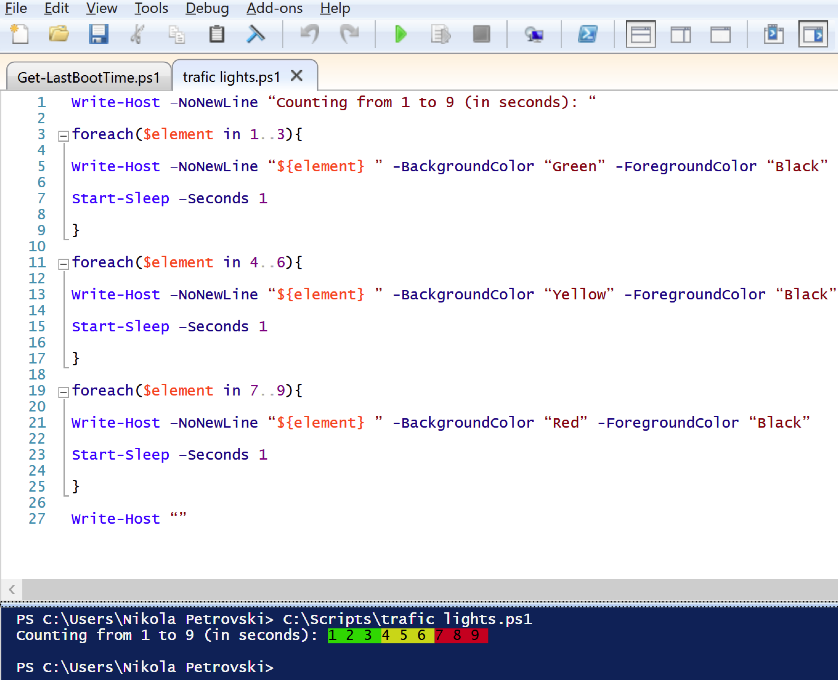 File Edit View Tools Debug Add-ons Help
Get-LastBootTime.ps1 trafic lights.ps1 X
1 Write-Host –NoNewLine “Counting from 1 to 9 (in seconds): “
2
3 foreach($element in 1..3){
4
5 Write-Host –NoNewLine “${element} ” -BackgroundColor “Green” -ForegroundColor “Black”
6
7 Start-Sleep –Seconds 1
8
9 }
10
11 foreach($element in 4..6){
12
13 Write-Host –NoNewLine “${element} ” -BackgroundColor “Yellow” -ForegroundColor “Black”
14
15 Start-Sleep –Seconds 1
16
17 }
18
19 foreach($element in 7..9){
20
21 Write-Host –NoNewLine “${element} ” -BackgroundColor “Red” -ForegroundColor “Black”
22
23 Start-Sleep –Seconds 1
24
25 }
26
27 Write-Host “”
PS C:\Users\Nikola Petrovski> C:\Scripts\trafic lights.ps1
Counting from 1 to 9 (in seconds): 1 2 3 4 5 6 7 8 9
PS C:\Users\Nikola Petrovski>